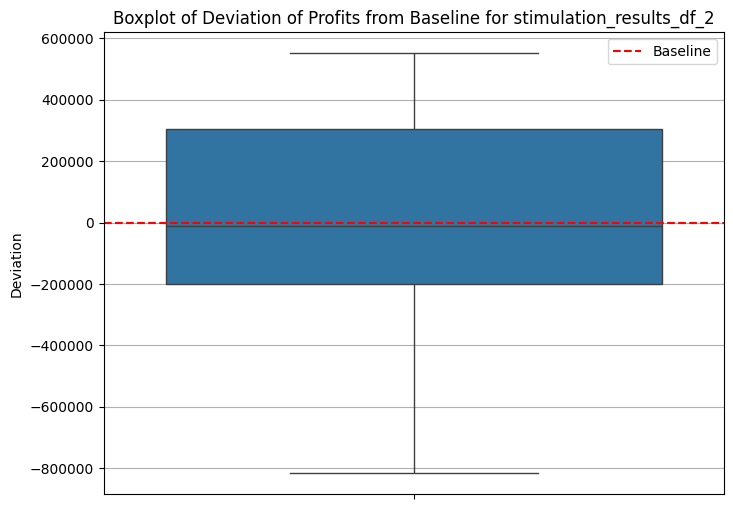 Boxplot of Deviation of Profits from Baseline for stimulation_results_df_2
Baseline
600000
400000
200000
0
−200000
−400000
−600000
−800000
Deviation